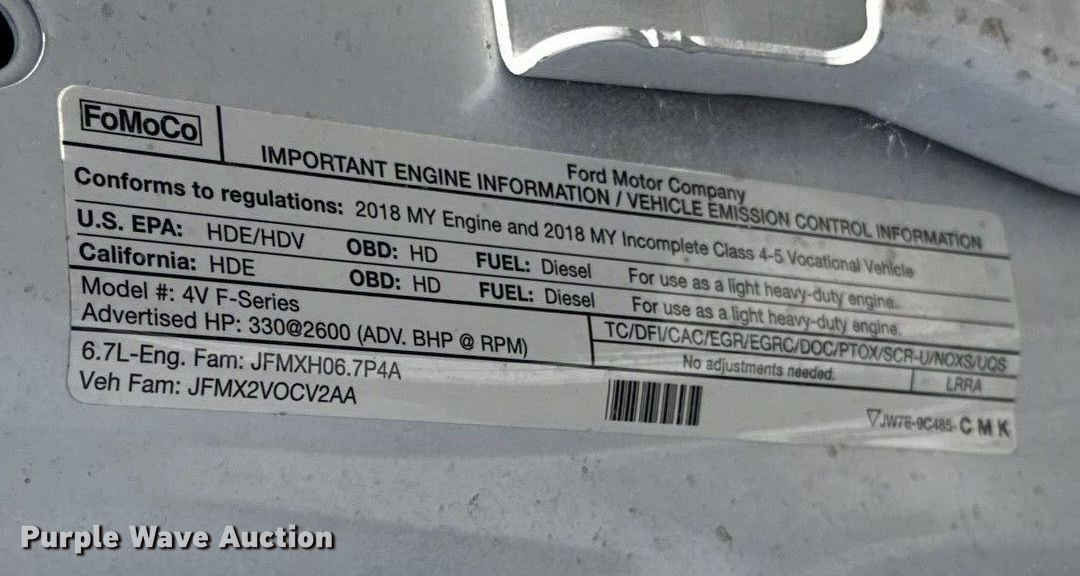 FoMoCo
Ford Motor Company
IMPORTANT ENGINE INFORMATION / VEHICLE EMISSION CONTROL INFORMATION
Conforms to regulations: 2018 MY Engine and 2018 MY Incomplete Class 4-5 Vocational Vehicle
U.S. EPA: HDE/HDV OBD: HD FUEL: Diesel For use as a light heavy-duty engine.
California: HDE OBD: HD FUEL: Diesel For use as a light heavy-duty engine.
Model #: 4V F-Series
TC/DFI/CAC/EGR/EGRC/DOC/PTOX/SCR-U/NOXS/UQS
Advertised HP: 330@2600 (ADV. BHP @ RPM)
No adjustments needed.
LRRA
6.7L-Eng. Fam: JFMXH06.7P4A
Veh Fam: JFMX2VOCV2AA
JW7E-9C485- C M K
Purple Wave Auction